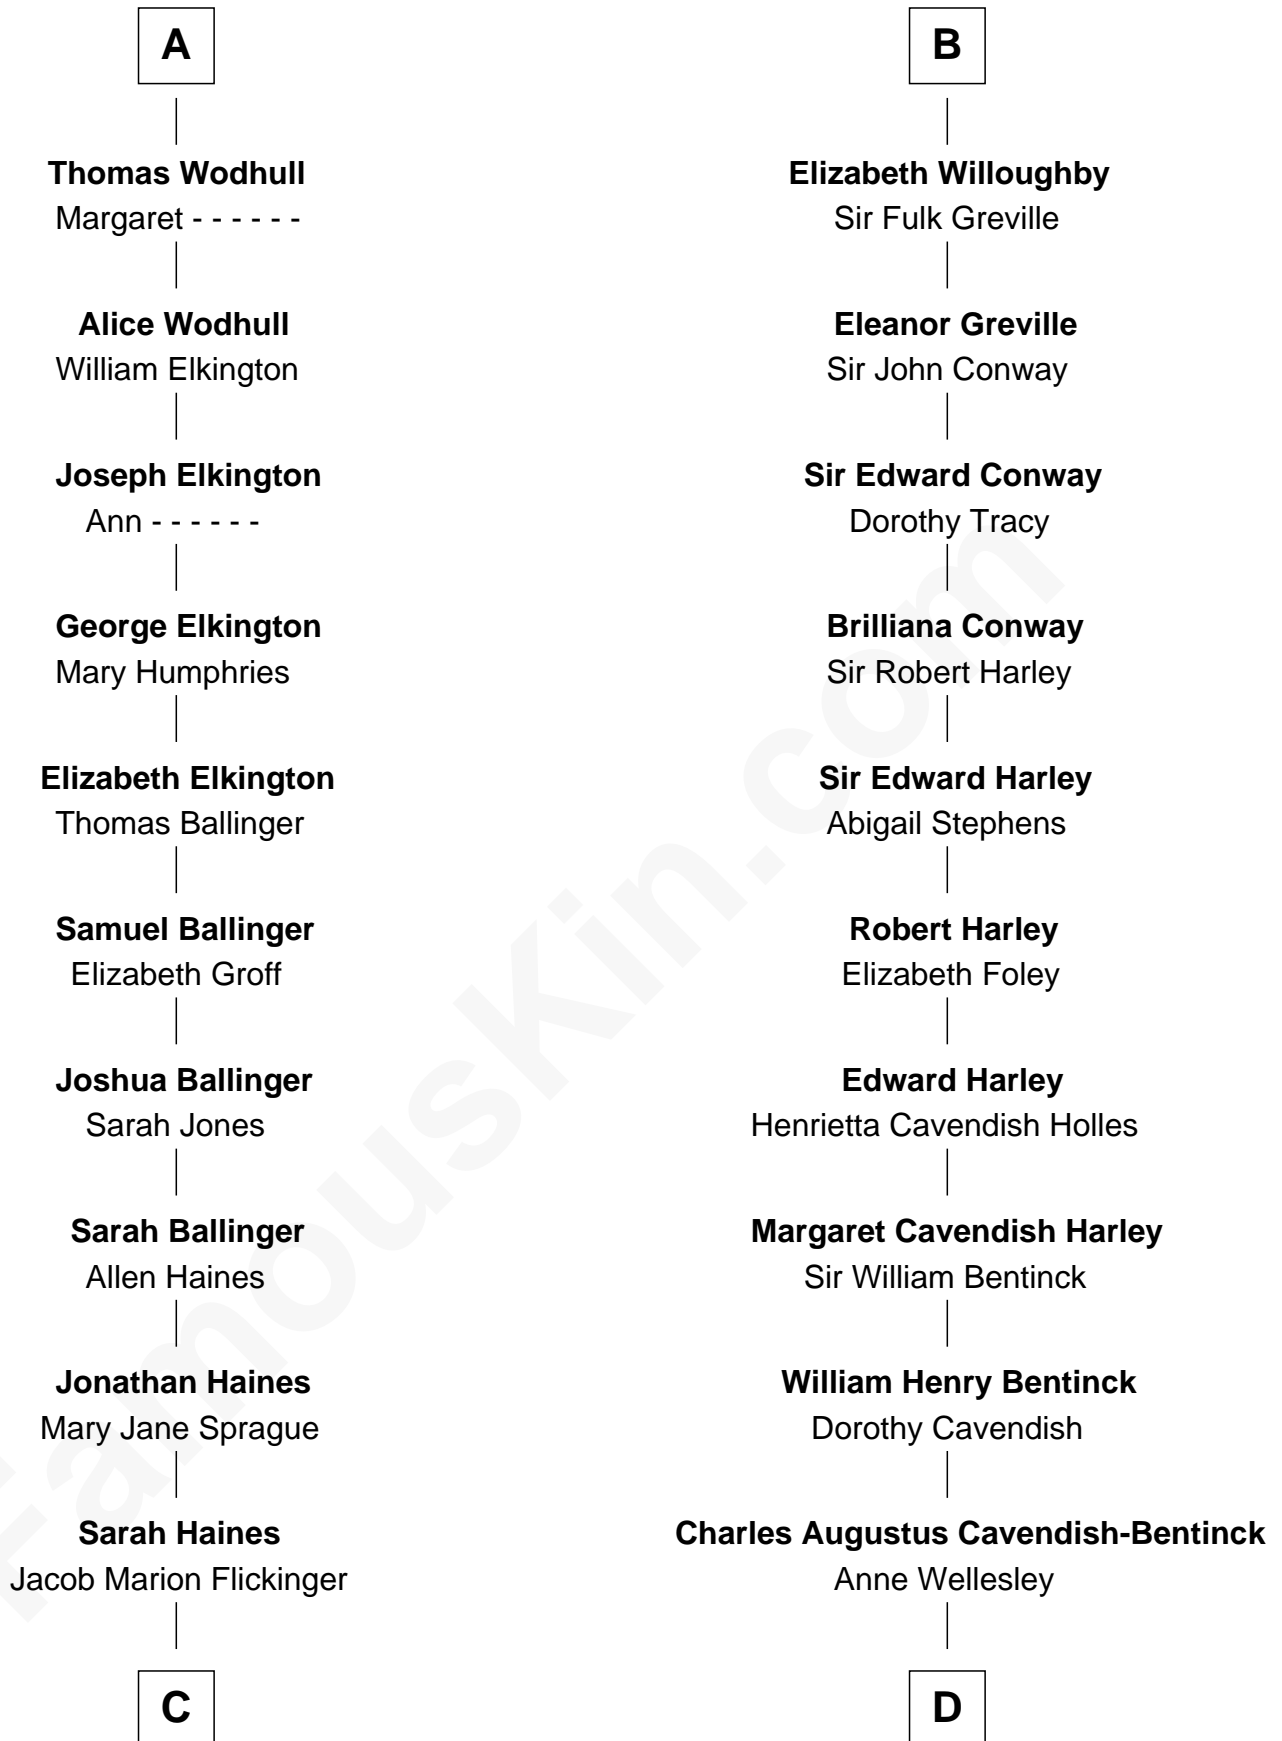 A
Thomas Wodhull
Margaret - - - - - -
Alice Wodhull
William Elkington
Joseph Elkington
Ann - - - - - -
George Elkington
Mary Humphries
Elizabeth Elkington
Thomas Ballinger
Samuel Ballinger
Elizabeth Groff
Joshua Ballinger
Sarah Jones
Sarah Ballinger
Allen Haines
Jonathan Haines
Mary Jane Sprague
Sarah Haines
Jacob Marion Flickinger
C
B
Elizabeth Willoughby
Sir Fulk Greville
Eleanor Greville
Sir John Conway
Sir Edward Conway
Dorothy Tracy
Brilliana Conway
Sir Robert Harley
Sir Edward Harley
Abigail Stephens
Robert Harley
Elizabeth Foley
Edward Harley
Henrietta Cavendish Holles
Margaret Cavendish Harley
Sir William Bentinck
William Henry Bentinck
Dorothy Cavendish
Charles Augustus Cavendish-Bentinck
Anne Wellesley
D
FamousKin.com